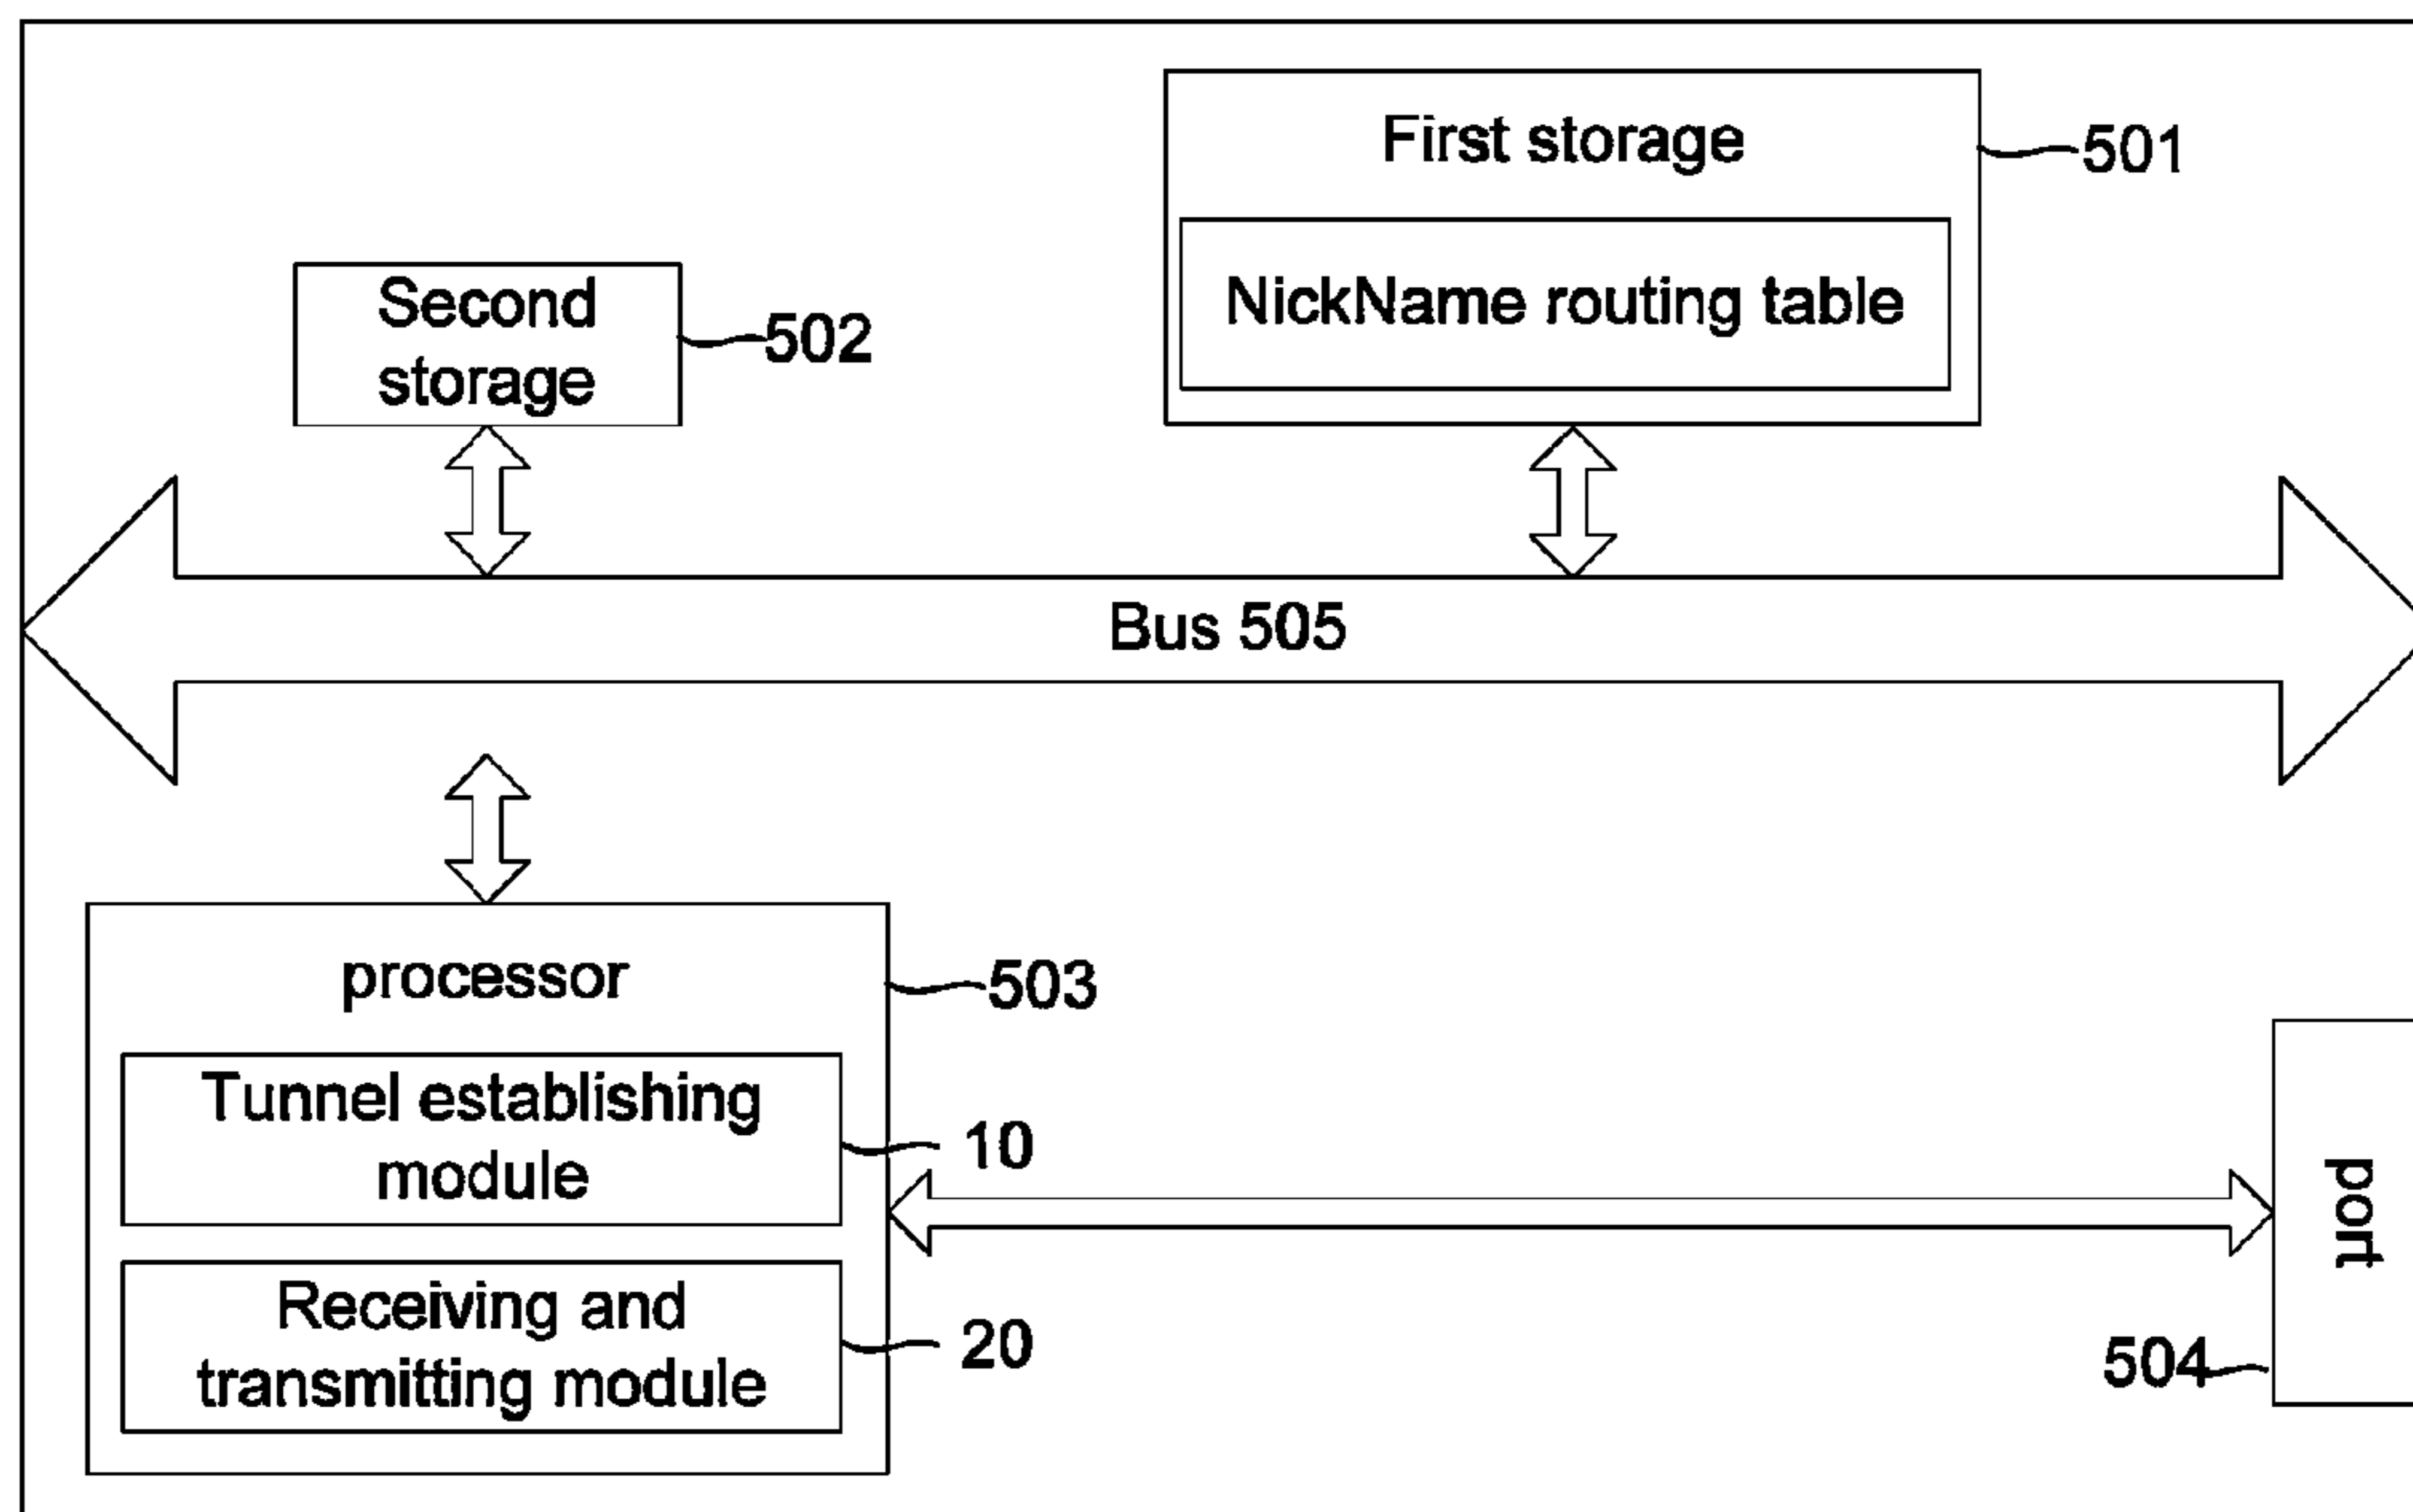 First storage
501
NickName routing table
Second
storage
502
Bus 505
processor
503
Tunnel establishing
module
10
Receiving and
transmitting module
20
port
504